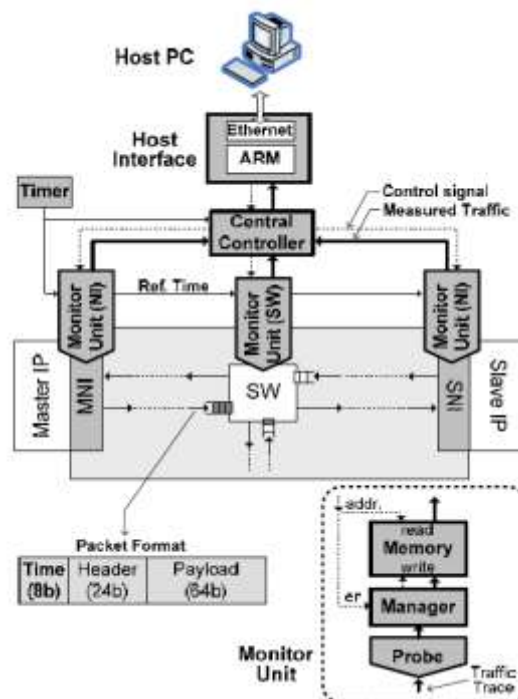 Host PC
Ethernet
Host
Interface
ARM
Timer
Control signal
Measured Traffic
Central
Controller
Monitor
Unit (NI)
Ref. Time
Monitor
Unit (SW)
Monitor
Unit (NI)
Master IP
MNI
SW
SNI
Slave IP
Packet Format
Time
(8b)
Header
(24b)
Payload
(64b)
addr.
read
Memory
write
er
Manager
Probe
Monitor
Unit
Traffic
Trace